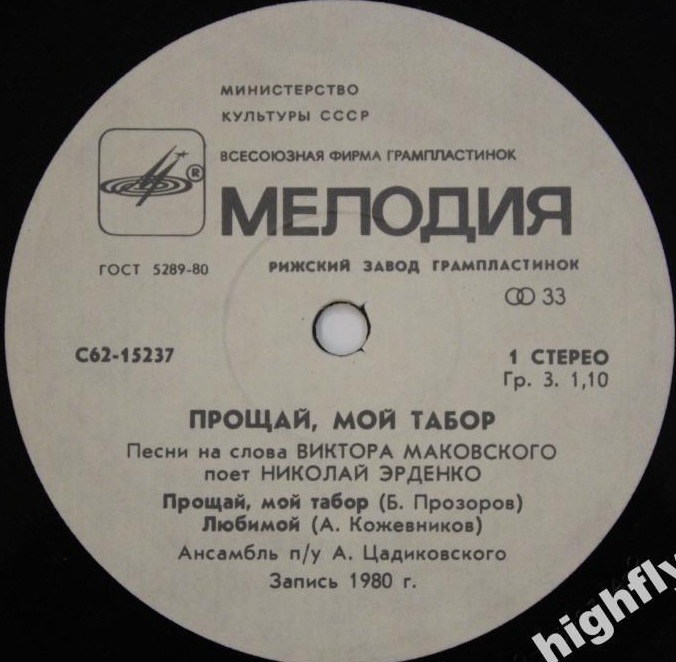 МИНИСТЕРСТВО
КУЛЬТУРЫ СССР
ВСЕСОЮЗНАЯ ФИРМА ГРАМПЛАСТИНОК
®
МЕЛОДИЯ
ГОСТ 5289-80
РИЖСКИЙ ЗАВОД ГРАМПЛАСТИНОК
33
С62-15237
1 СТЕРЕО
Гр. 3. 1,10
ПРОЩАЙ, МОЙ ТАБОР
Песни на слова ВИКТОРА МАКОВСКОГО
поет НИКОЛАЙ ЭРДЕНКО
Прощай, мой табор (Б. Прозоров)
Любимой (А. Кожевников)
Ансамбль п/у А. Цадиковского
Запись 1980 г.
highfly